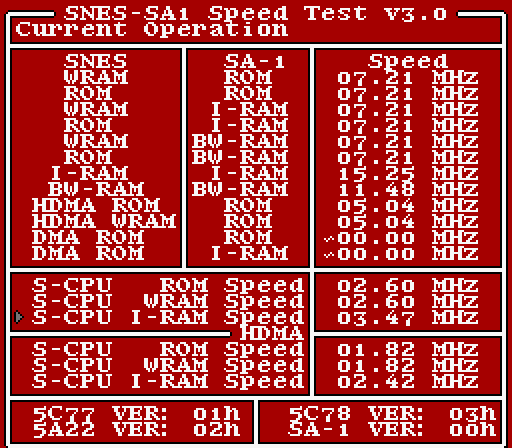 SNES-SA1 Speed Test v3.0
Current Operation
SNES SA-1 Speed
WRAM ROM 07.21 MHZ
ROM ROM 07.21 MHZ
WRAM I-RAM 07.21 MHZ
ROM I-RAM 07.21 MHZ
WRAM BW-RAM 07.21 MHZ
ROM BW-RAM 07.21 MHZ
I-RAM I-RAM 15.25 MHZ
BW-RAM BW-RAM 11.48 MHZ
HDMA ROM ROM 05.04 MHZ
HDMA WRAM ROM 05.04 MHZ
DMA ROM ROM ~00.00 MHZ
DMA ROM I-RAM ~00.00 MHZ
S-CPU ROM Speed 02.60 MHZ
S-CPU WRAM Speed 02.60 MHZ
S-CPU I-RAM Speed 03.47 MHZ
HDMA
S-CPU ROM Speed 01.82 MHZ
S-CPU WRAM Speed 01.82 MHZ
S-CPU I-RAM Speed 02.42 MHZ
5C77 VER: 01h 5C78 VER: 03h
5A22 VER: 02h SA-1 VER: 00h